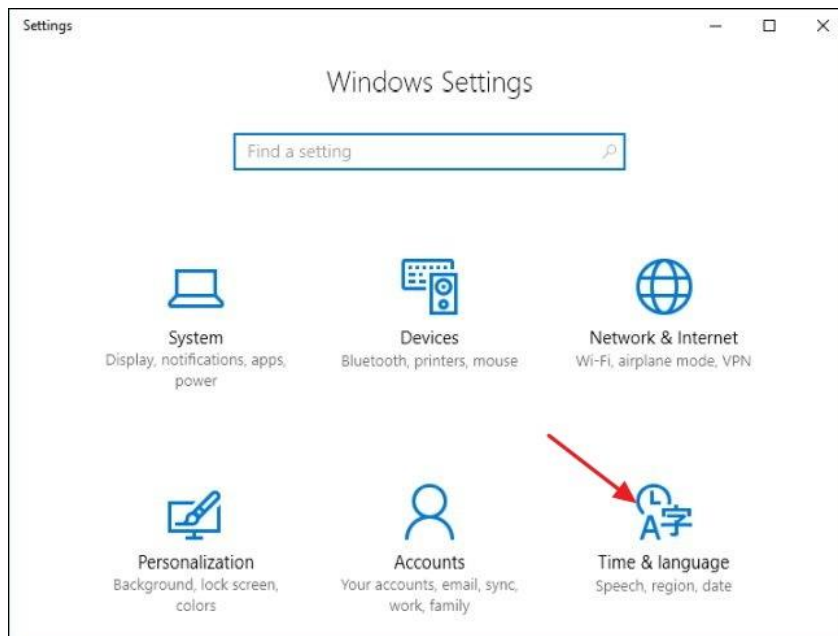 Settings
Windows Settings
Find a setting
System
Display, notifications, apps,
power
Devices
Bluetooth, printers, mouse
Network & Internet
Wi-Fi, airplane mode, VPN
A字
Personalization
Background, lock screen,
colors
Accounts
Your accounts, email, sync,
work, family
Time & language
Speech, region, date